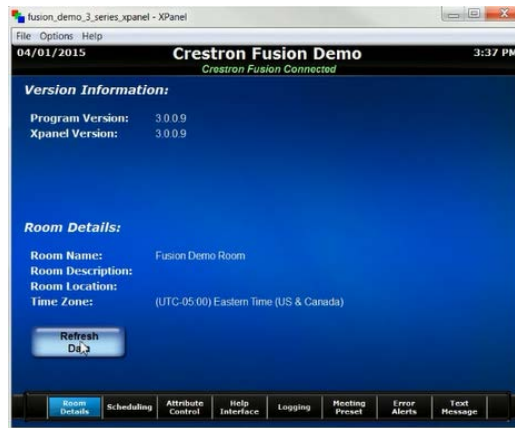 fusion_demo_3_series_xpanel - XPanel
File Options Help
04/01/2015 Crestron Fusion Demo 3:37 PM
Crestron Fusion Connected
Version Information:
Program Version: 3.0.0.9
Xpanel Version: 3.0.0.9
Room Details:
Room Name: Fusion Demo Room
Room Description:
Room Location:
Time Zone: (UTC-05:00) Eastern Time (US & Canada)
Refresh
Data
Room Details Scheduling Attribute Control Help Interface Logging Meeting Preset Error Alerts Text Message